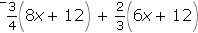 ⁻3/4(8x + 12) + 2/3(6x + 12)